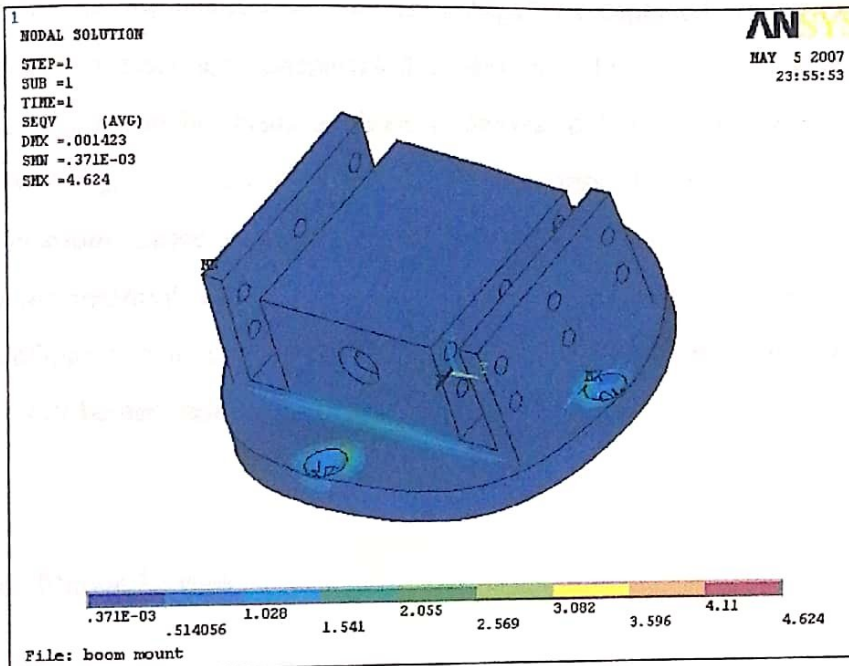 1
NODAL SOLUTION
STEP=1
SUB =1
TIME=1
SEQV (AVG)
DMX =.001423
SMN =.371E-03
SMX =4.624
ANSYS
MAY 5 2007
23:55:53
MX
.371E-03 1.028 2.055 3.082 4.11
.514056 1.541 2.569 3.596 4.624
File: boom mount